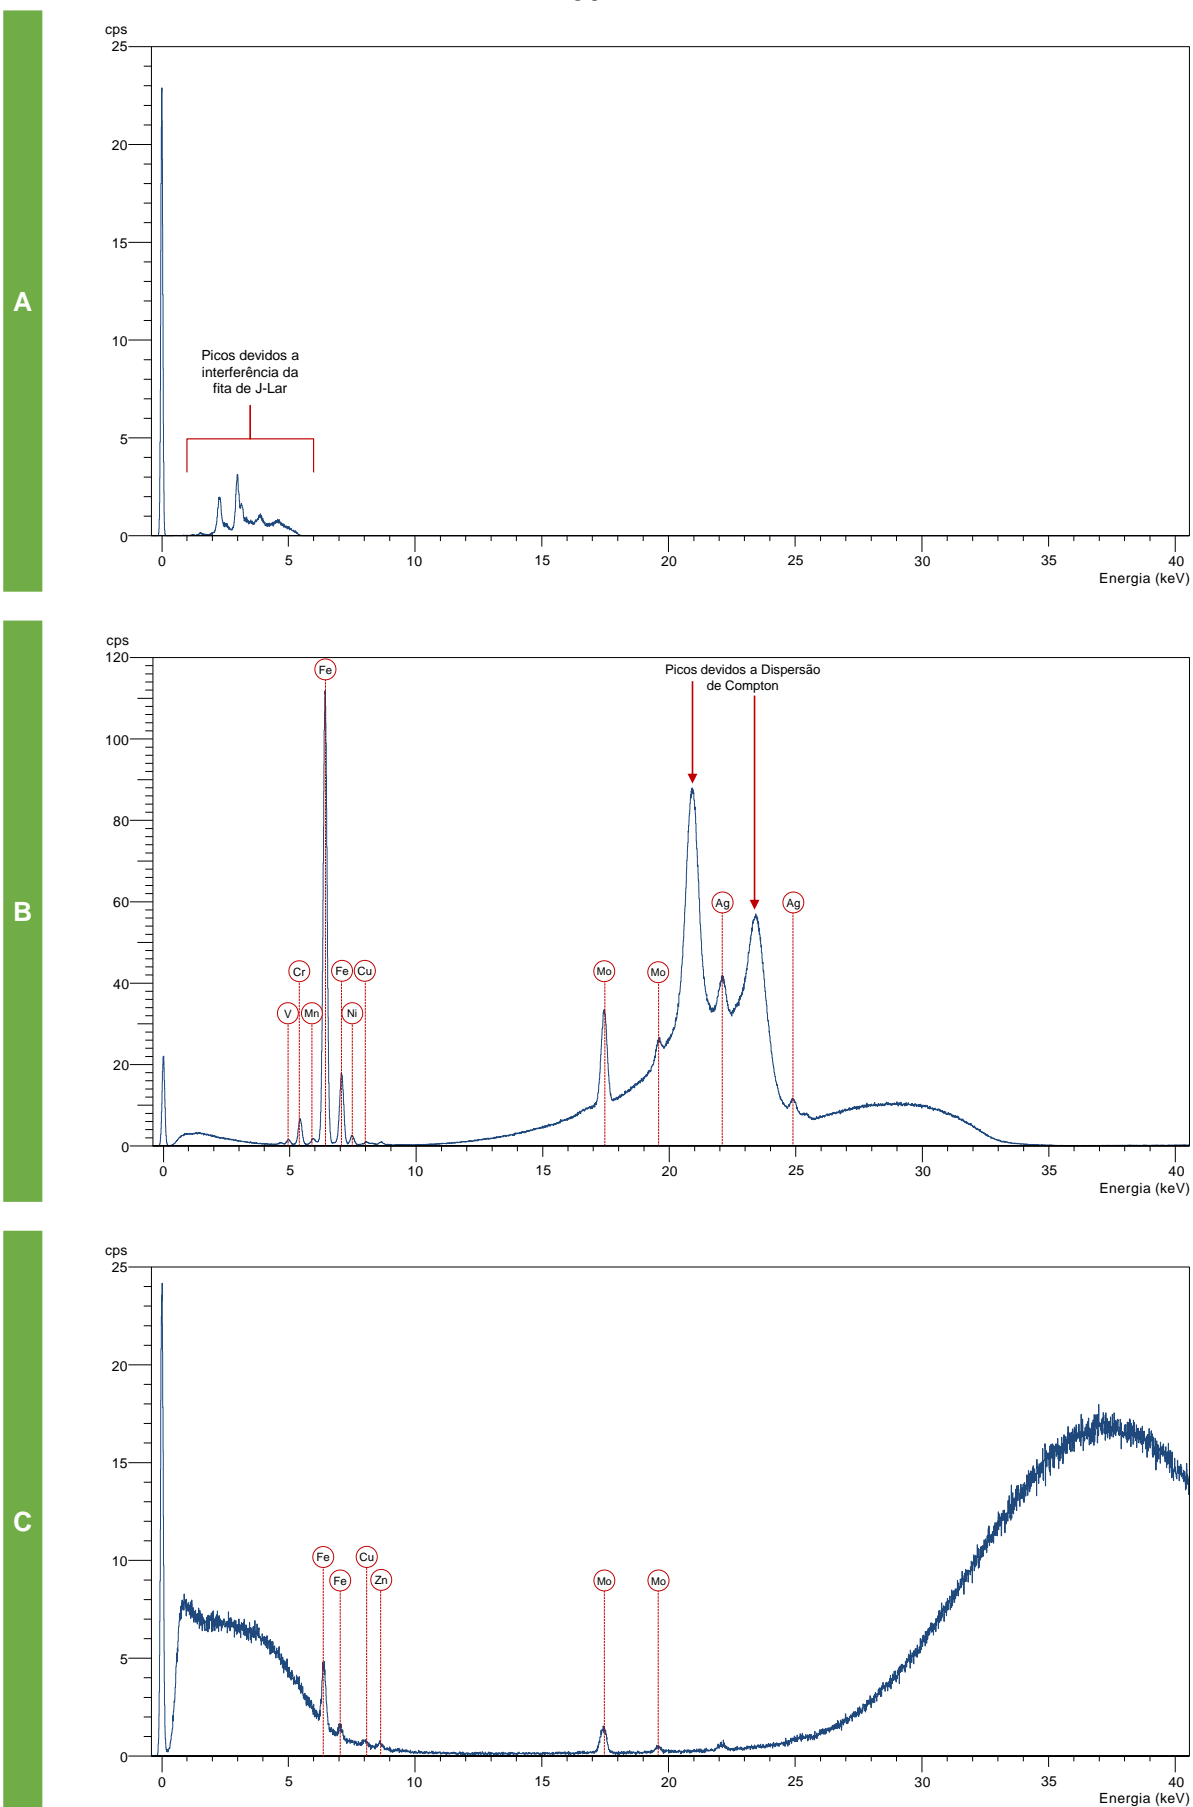 A
cps
25
20
15
10
5
0
Picos devidos a
interferência da
fita de J-Lar
0 5 10 15 20 25 30 35 40
Energia (keV)
B
cps
120
100
80
60
40
20
0
Picos devidos a Dispersão
de Compton
Fe
Ag Ag
Cr Fe Cu Mo Mo
V Mn Ni
0 5 10 15 20 25 30 35 40
Energia (keV)
C
cps
25
20
15
10
5
0
Fe Cu
Fe Zn Mo Mo
0 5 10 15 20 25 30 35 40
Energia (keV)